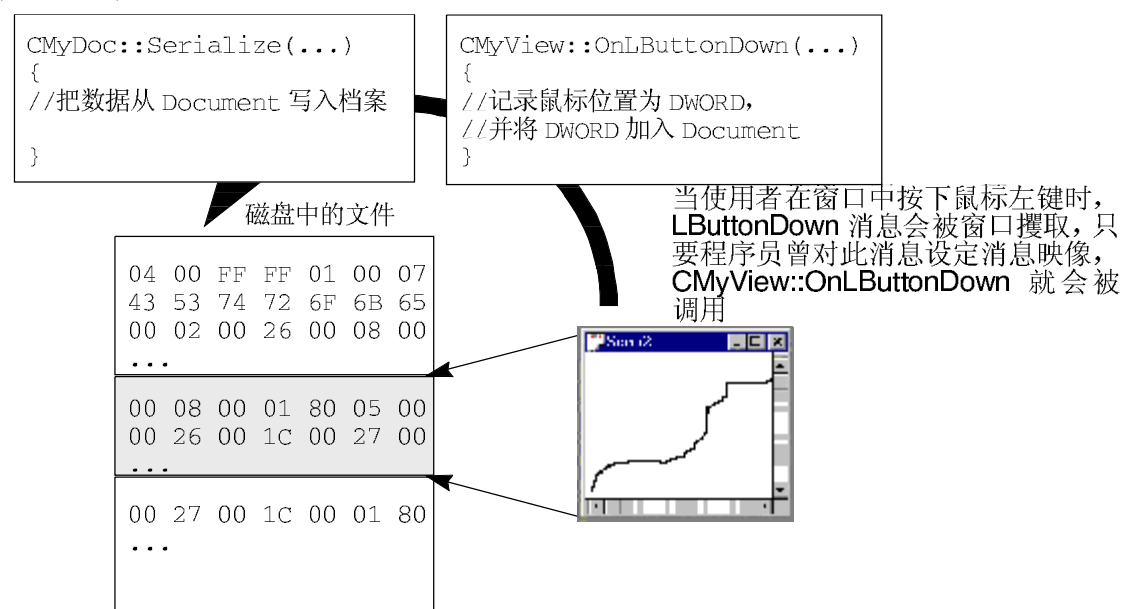 CMyDoc::Serialize(...)
{
//把数据从 Document 写入档案
}
CMyView::OnLButtonDown(...)
{
//记录鼠标位置为 DWORD,
//并将 DWORD 加入 Document
}
当使用者在窗口中按下鼠标左键时，
LButtonDown 消息会被窗口攫取，只
要程序员曾对此消息设定消息映像，
CMyView::OnLButtonDown 就会被
调用
磁盘中的文件
04 00 FF FF 01 00 07
43 53 74 72 6F 6B 65
00 02 00 26 00 08 00
...
00 08 00 01 80 05 00
00 26 00 1C 00 27 00
...
00 27 00 1C 00 01 80
...